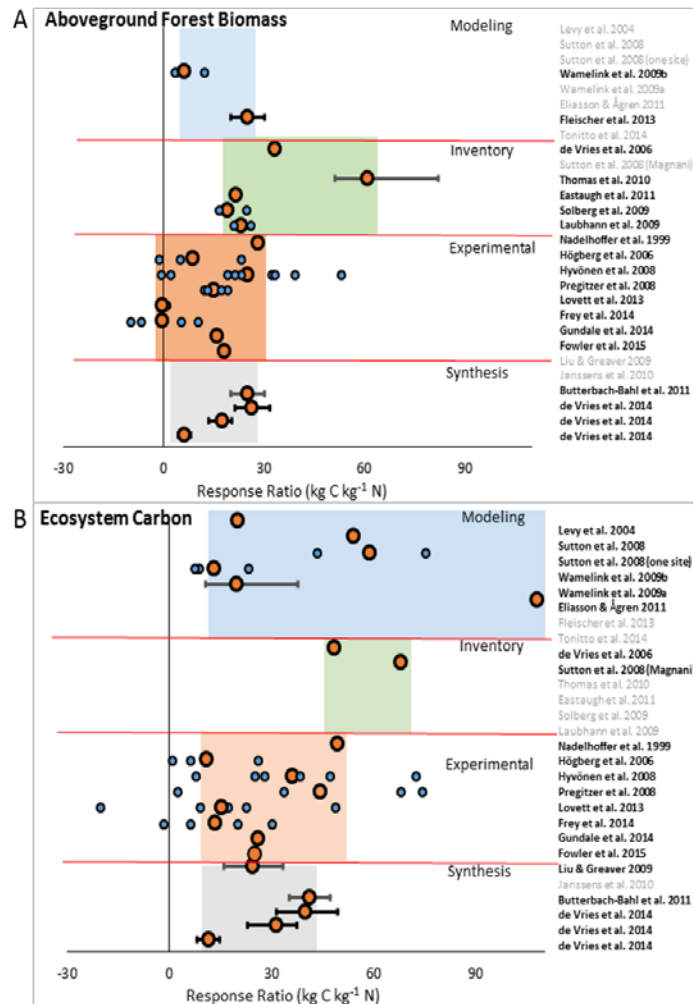 A
Aboveground Forest Biomass
Modeling
Levy et al. 2004
Sutton et al. 2008
Sutton et al. 2008 (one site)
Wamelink et al. 2009b
Wamelink et al. 2009a
Eliasson & Ågren 2011
Fleischer et al. 2013
Tonitto et al. 2014
de Vries et al. 2006
Inventory
Sutton et al. 2008 (Magnani)
Thomas et al. 2010
Eastaugh et al. 2011
Solberg et al. 2009
Laubhann et al. 2009
Nadelhoffer et al. 1999
Experimental
Högberg et al. 2006
Hyvönen et al. 2008
Pregitzer et al. 2008
Lovett et al. 2013
Frey et al. 2014
Gundale et al. 2014
Fowler et al. 2015
Liu & Greaver 2009
Synthesis
Janssens et al. 2010
Butterbach-Bahl et al. 2011
de Vries et al. 2014
de Vries et al. 2014
de Vries et al. 2014
-30 0 30 60 90
Response Ratio (kg C kg⁻¹ N)
B
Ecosystem Carbon
Modeling
Levy et al. 2004
Sutton et al. 2008
Sutton et al. 2008 (one site)
Wamelink et al. 2009b
Wamelink et al. 2009a
Eliasson & Ågren 2011
Fleischer et al. 2013
Tonitto et al. 2014
Inventory
de Vries et al. 2006
Sutton et al. 2008 (Magnani)
Thomas et al. 2010
Eastaugh et al. 2011
Solberg et al. 2009
Laubhann et al. 2009
Nadelhoffer et al. 1999
Experimental
Högberg et al. 2006
Hyvönen et al. 2008
Pregitzer et al. 2008
Lovett et al. 2013
Frey et al. 2014
Gundale et al. 2014
Fowler et al. 2015
Synthesis
Liu & Greaver 2009
Janssens et al. 2010
Butterbach-Bahl et al. 2011
de Vries et al. 2014
de Vries et al. 2014
de Vries et al. 2014
-30 0 30 60 90
Response Ratio (kg C kg⁻¹ N)